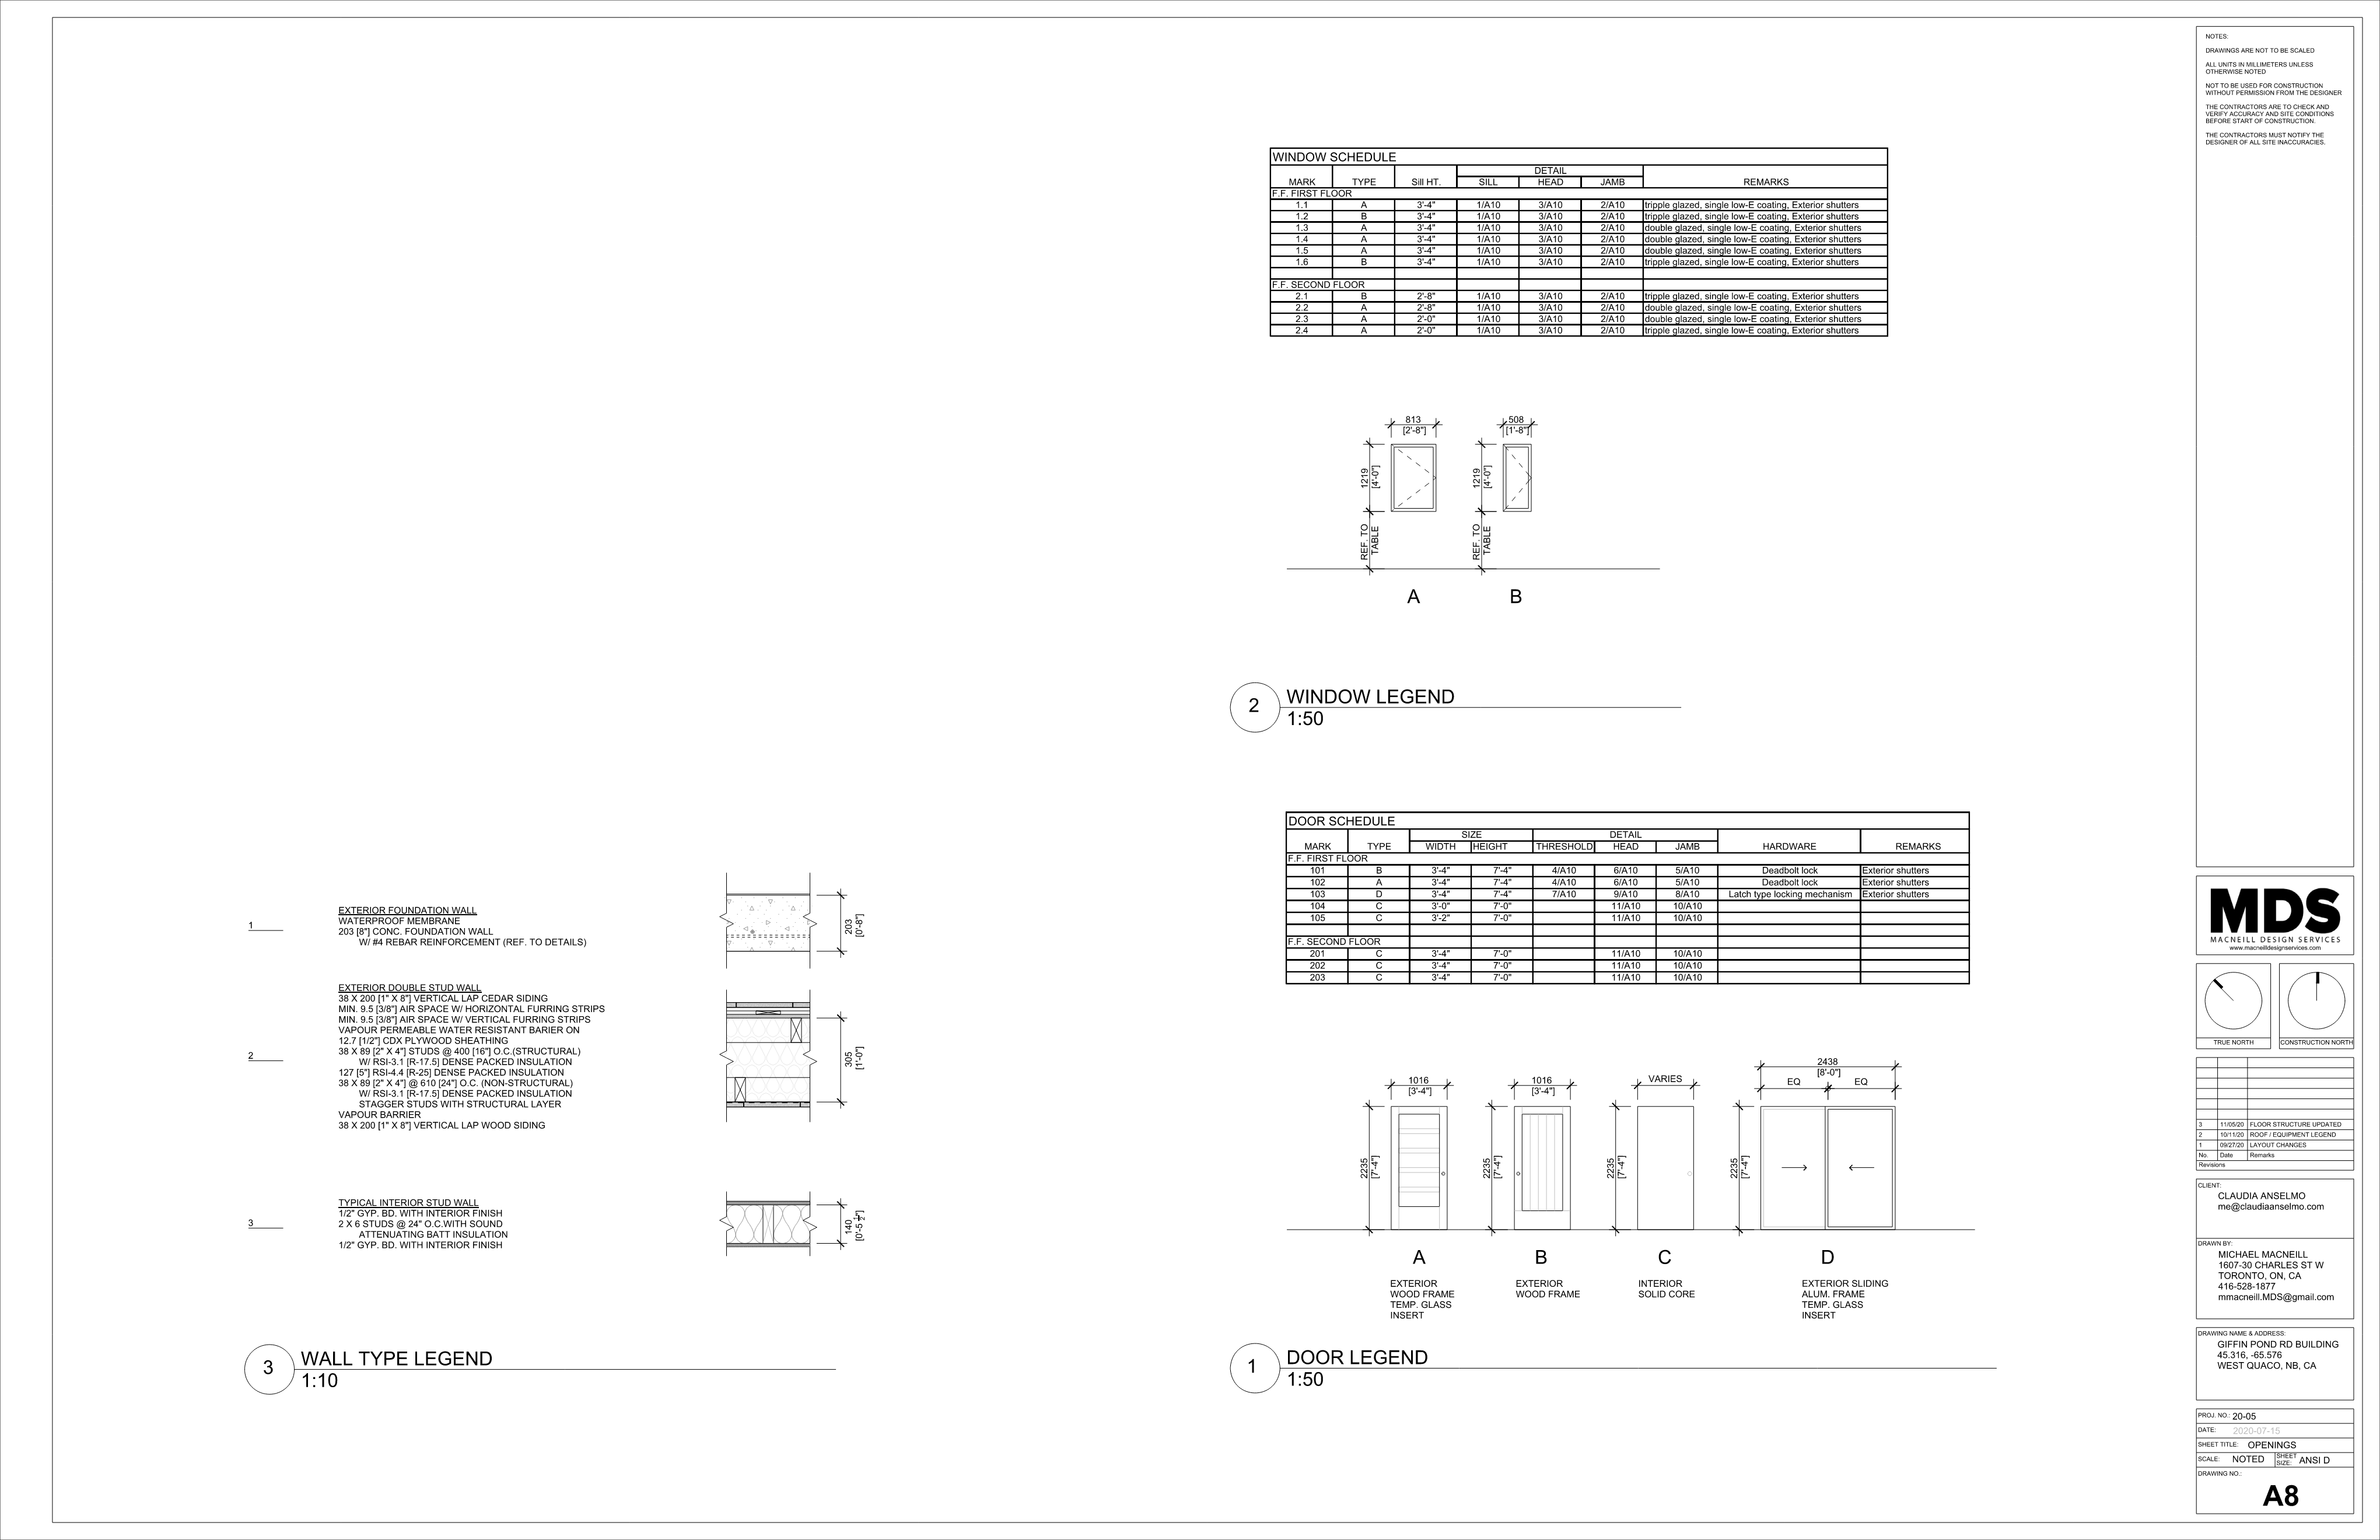 NOTES:
DRAWINGS ARE NOT TO BE SCALED
ALL UNITS IN MILLIMETERS UNLESS
OTHERWISE NOTED
NOT TO BE USED FOR CONSTRUCTION
WITHOUT PERMISSION FROM THE DESIGNER
THE CONTRACTORS ARE TO CHECK AND
VERIFY ACCURACY AND SITE CONDITIONS
BEFORE START OF CONSTRUCTION.
THE CONTRACTORS MUST NOTIFY THE
DESIGNER OF ALL SITE INACCURACIES.
WINDOW SCHEDULE
DETAIL
MARK TYPE Sill HT. SILL HEAD JAMB REMARKS
F.F. FIRST FLOOR
1.1 A 3'-4" 1/A10 3/A10 2/A10 tripple glazed, single low-E coating, Exterior shutters
1.2 B 3'-4" 1/A10 3/A10 2/A10 tripple glazed, single low-E coating, Exterior shutters
1.3 A 3'-4" 1/A10 3/A10 2/A10 double glazed, single low-E coating, Exterior shutters
1.4 A 3'-4" 1/A10 3/A10 2/A10 double glazed, single low-E coating, Exterior shutters
1.5 A 3'-4" 1/A10 3/A10 2/A10 double glazed, single low-E coating, Exterior shutters
1.6 B 3'-4" 1/A10 3/A10 2/A10 tripple glazed, single low-E coating, Exterior shutters
F.F. SECOND FLOOR
2.1 B 2'-8" 1/A10 3/A10 2/A10 tripple glazed, single low-E coating, Exterior shutters
2.2 A 2'-8" 1/A10 3/A10 2/A10 double glazed, single low-E coating, Exterior shutters
2.3 A 2'-0" 1/A10 3/A10 2/A10 double glazed, single low-E coating, Exterior shutters
2.4 A 2'-0" 1/A10 3/A10 2/A10 tripple glazed, single low-E coating, Exterior shutters
813
[2'-8"]
508
[1'-8"]
1219
[4'-0"]
1219
[4'-0"]
REF. TO
TABLE
REF. TO
TABLE
A B
2 WINDOW LEGEND
1:50
DOOR SCHEDULE
SIZE DETAIL
MARK TYPE WIDTH HEIGHT THRESHOLD HEAD JAMB HARDWARE REMARKS
F.F. FIRST FLOOR
101 B 3'-4" 7'-4" 4/A10 6/A10 5/A10 Deadbolt lock Exterior shutters
102 A 3'-4" 7'-4" 4/A10 6/A10 5/A10 Deadbolt lock Exterior shutters
103 D 3'-4" 7'-4" 7/A10 9/A10 8/A10 Latch type locking mechanism Exterior shutters
104 C 3'-0" 7'-0" 11/A10 10/A10
105 C 3'-2" 7'-0" 11/A10 10/A10
F.F. SECOND FLOOR
201 C 3'-4" 7'-0" 11/A10 10/A10
202 C 3'-4" 7'-0" 11/A10 10/A10
203 C 3'-4" 7'-0" 11/A10 10/A10
1016
[3'-4"]
1016
[3'-4"]
VARIES
2438
[8'-0"]
EQ EQ
2235
[7'-4"]
2235
[7'-4"]
2235
[7'-4"]
2235
[7'-4"]
A
EXTERIOR
WOOD FRAME
TEMP. GLASS
INSERT
B
EXTERIOR
WOOD FRAME
C
INTERIOR
SOLID CORE
D
EXTERIOR SLIDING
ALUM. FRAME
TEMP. GLASS
INSERT
1 DOOR LEGEND
1:50
1
EXTERIOR FOUNDATION WALL
WATERPROOF MEMBRANE
203 [8"] CONC. FOUNDATION WALL
W/ #4 REBAR REINFORCEMENT (REF. TO DETAILS)
203
[0'-8"]
2
EXTERIOR DOUBLE STUD WALL
38 X 200 [1" X 8"] VERTICAL LAP CEDAR SIDING
MIN. 9.5 [3/8"] AIR SPACE W/ HORIZONTAL FURRING STRIPS
MIN. 9.5 [3/8"] AIR SPACE W/ VERTICAL FURRING STRIPS
VAPOUR PERMEABLE WATER RESISTANT BARIER ON
12.7 [1/2"] CDX PLYWOOD SHEATHING
38 X 89 [2" X 4"] STUDS @ 400 [16"] O.C.(STRUCTURAL)
W/ RSI-3.1 [R-17.5] DENSE PACKED INSULATION
127 [5"] RSI-4.4 [R-25] DENSE PACKED INSULATION
38 X 89 [2" X 4"] @ 610 [24"] O.C. (NON-STRUCTURAL)
W/ RSI-3.1 [R-17.5] DENSE PACKED INSULATION
STAGGER STUDS WITH STRUCTURAL LAYER
VAPOUR BARRIER
38 X 200 [1" X 8"] VERTICAL LAP WOOD SIDING
305
[1'-0"]
3
TYPICAL INTERIOR STUD WALL
1/2" GYP. BD. WITH INTERIOR FINISH
2 X 6 STUDS @ 24" O.C.WITH SOUND
ATTENUATING BATT INSULATION
1/2" GYP. BD. WITH INTERIOR FINISH
140
[0'-5 1/2"]
3 WALL TYPE LEGEND
1:10
MDS
MACNEILL DESIGN SERVICES
www.macneilldesignservices.com
TRUE NORTH CONSTRUCTION NORTH
3 11/05/20 FLOOR STRUCTURE UPDATED
2 10/11/20 ROOF / EQUIPMENT LEGEND
1 09/27/20 LAYOUT CHANGES
No. Date Remarks
Revisions
CLIENT:
CLAUDIA ANSELMO
me@claudiaanselmo.com
DRAWN BY:
MICHAEL MACNEILL
1607-30 CHARLES ST W
TORONTO, ON, CA
416-528-1877
mmacneill.MDS@gmail.com
DRAWING NAME & ADDRESS:
GIFFIN POND RD BUILDING
45.316, -65.576
WEST QUACO, NB, CA
PROJ. NO.: 20-05
DATE: 2020-07-15
SHEET TITLE: OPENINGS
SCALE: NOTED SHEET SIZE: ANSI D
DRAWING NO.:
A8